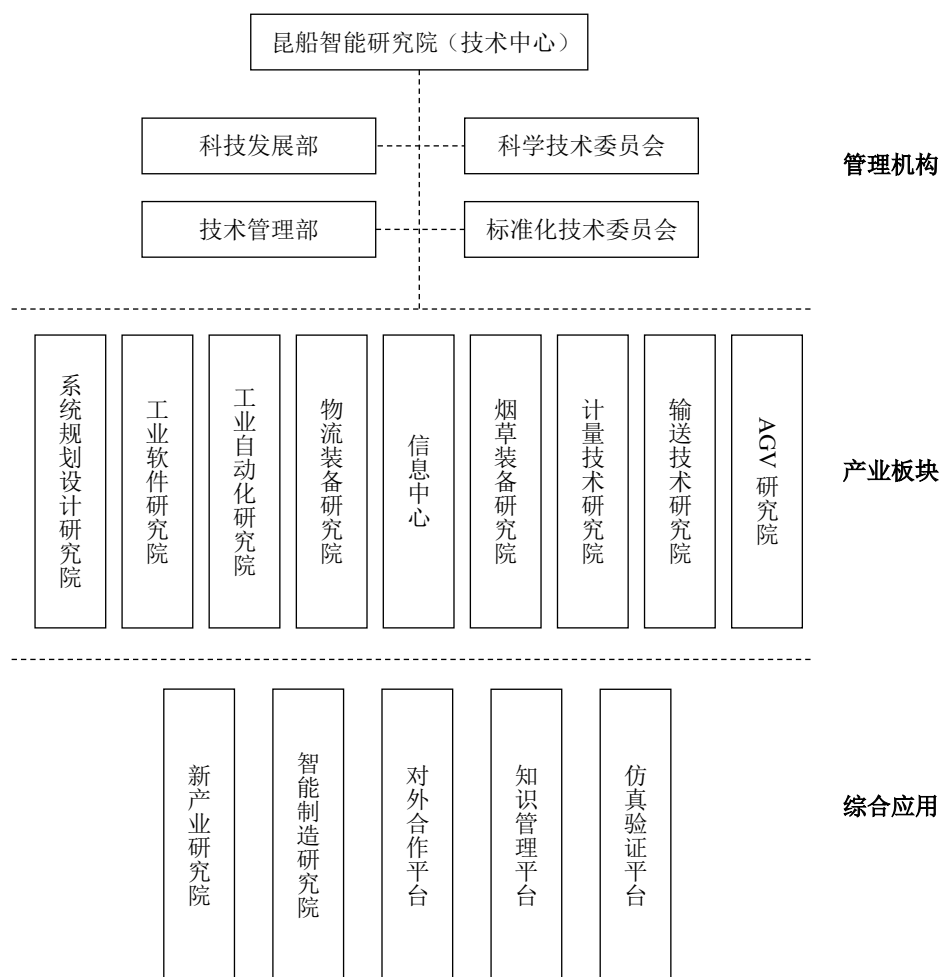 昆船智能研究院（技术中心）
科技发展部
科学技术委员会
管理机构
技术管理部
标准化技术委员会
系统规划设计研究院
工业软件研究院
工业自动化研究院
物流装备研究院
信息中心
烟草装备研究院
计量技术研究院
输送技术研究院
AGV 研究院
产业板块
新产业研究院
智能制造研究院
对外合作平台
知识管理平台
仿真验证平台
综合应用